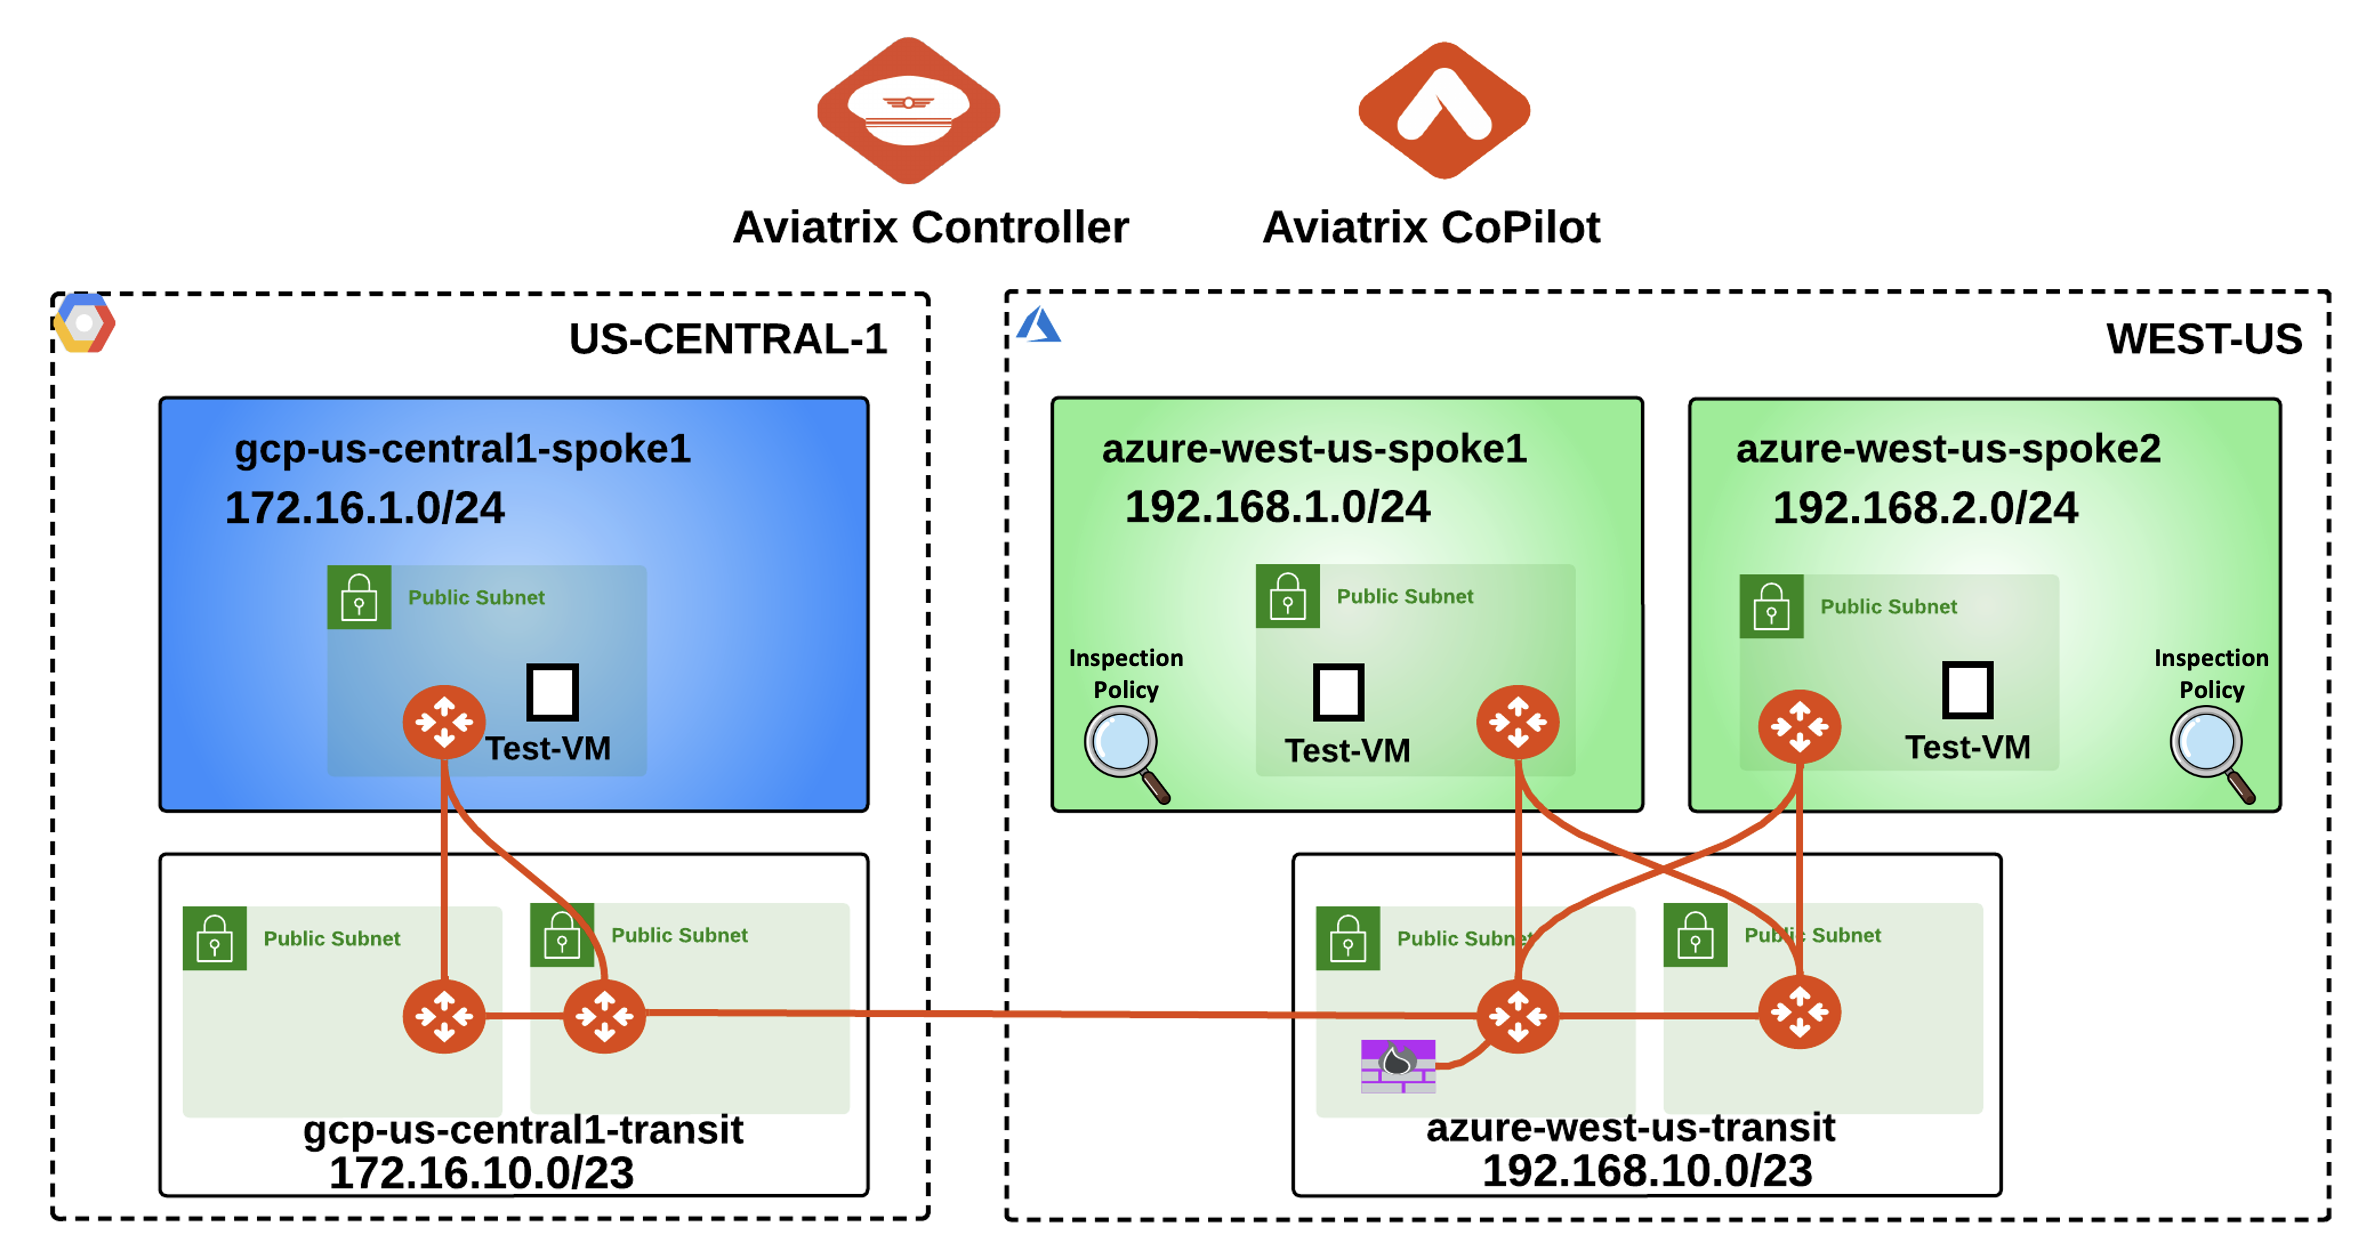 Aviatrix Controller
Aviatrix CoPilot
US-CENTRAL-1
gcp-us-central1-spoke1
172.16.1.0/24
Public Subnet
Test-VM
Public Subnet
Public Subnet
gcp-us-central1-transit
172.16.10.0/23
WEST-US
azure-west-us-spoke1
192.168.1.0/24
Public Subnet
Inspection
Policy
Test-VM
azure-west-us-spoke2
192.168.2.0/24
Public Subnet
Inspection
Policy
Test-VM
Public Subnet
Public Subnet
azure-west-us-transit
192.168.10.0/23